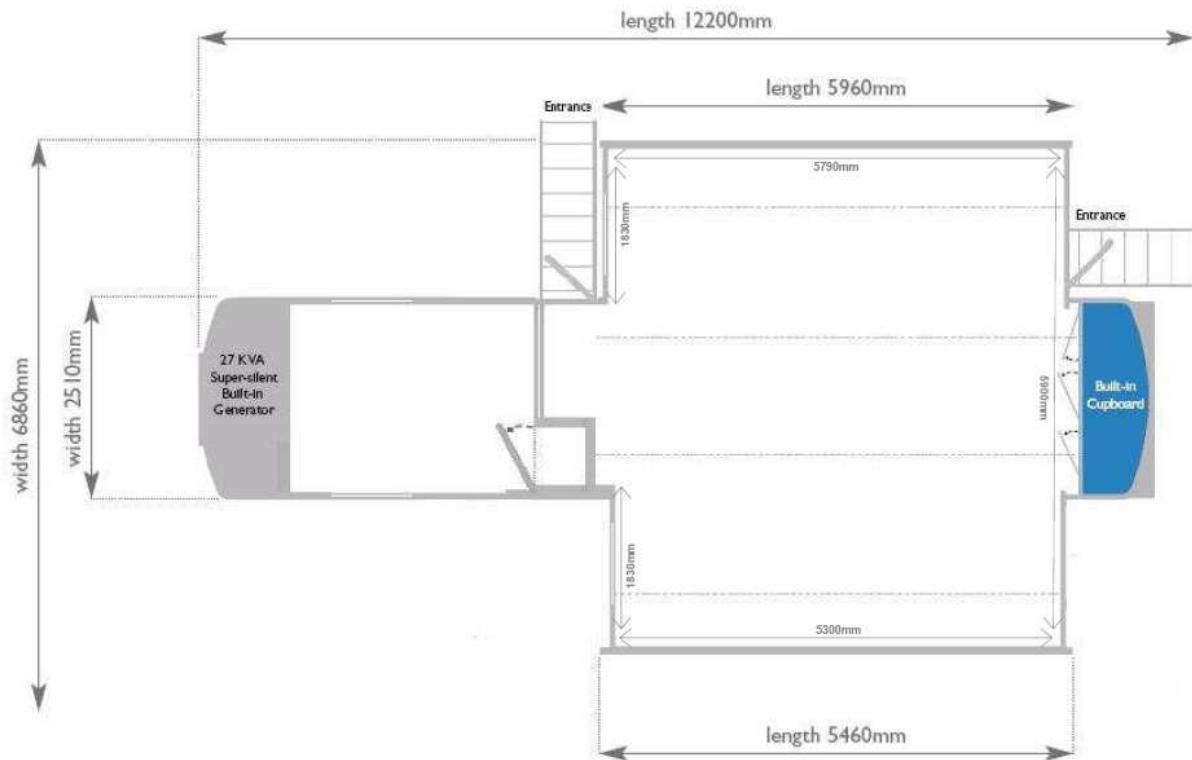 length 12200mm
length 5960mm
Entrance
5790mm
1830mm
Entrance
width 6860mm
width 2510mm
27 KVA
Super-silent
Built-in
Generator
6900mm
Built-in
Cupboard
1830mm
5300mm
length 5460mm